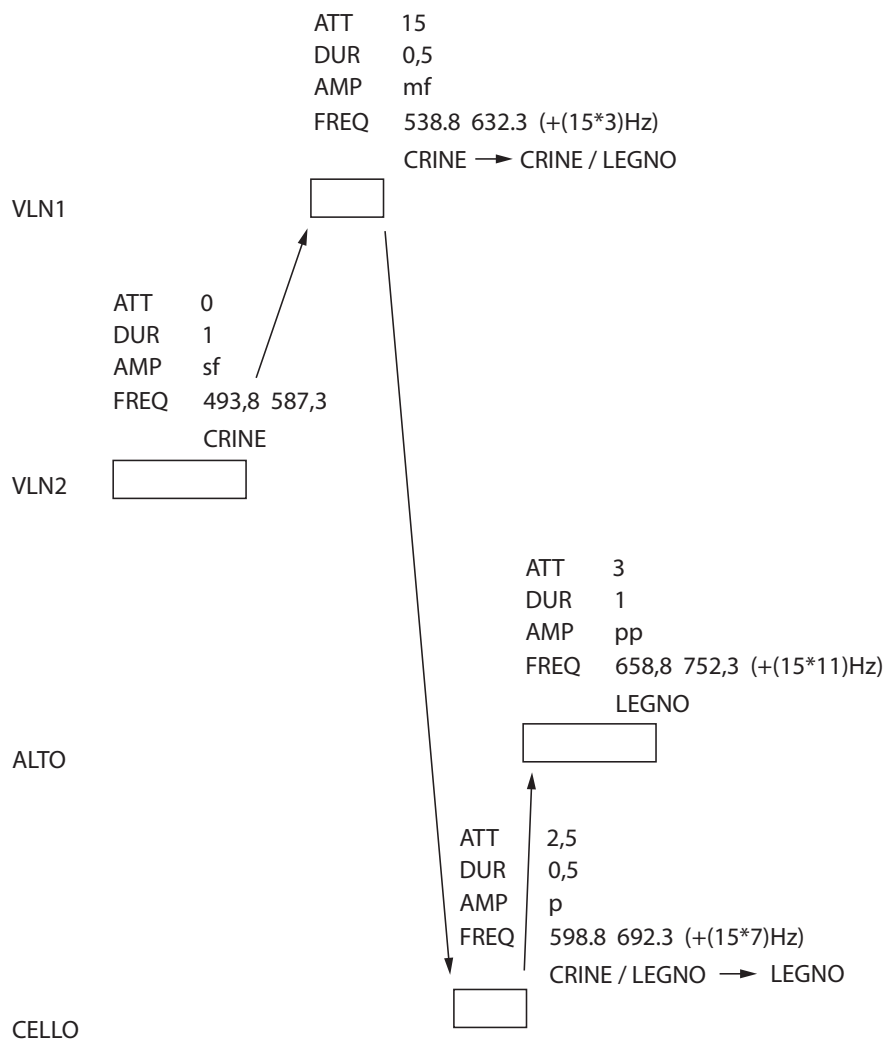 ATT 15
DUR 0,5
AMP mf
FREQ 538.8 632.3 (+(15*3)Hz)
CRINE → CRINE / LEGNO
VLN1
ATT 0
DUR 1
AMP sf
FREQ 493,8 587,3
CRINE
VLN2
ATT 3
DUR 1
AMP pp
FREQ 658,8 752,3 (+(15*11)Hz)
LEGNO
ALTO
ATT 2,5
DUR 0,5
AMP p
FREQ 598.8 692.3 (+(15*7)Hz)
CRINE / LEGNO → LEGNO
CELLO